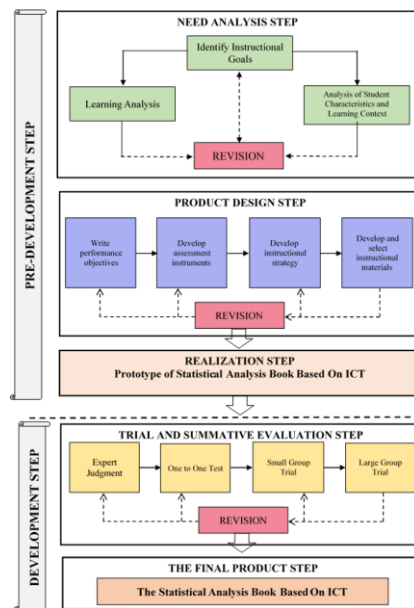 PRE-DEVELOPMENT STEP
NEED ANALYSIS STEP
Identify Instructional
Goals
Learning Analysis
Analysis of Student
Characteristics and
Learning Context
REVISION
PRODUCT DESIGN STEP
Write
performance
objectives
Develop
assessment
instruments
Develop
instructional
strategy
Develop and
select
instructional
materials
REVISION
REALIZATION STEP
Prototype of Statistical Analysis Book Based On ICT
DEVELOPMENT STEP
TRIAL AND SUMMATIVE EVALUATION STEP
Expert
Judgment
One to One Test
Small Group
Trial
Large Group
Trial
REVISION
THE FINAL PRODUCT STEP
The Statistical Analysis Book Based On ICT